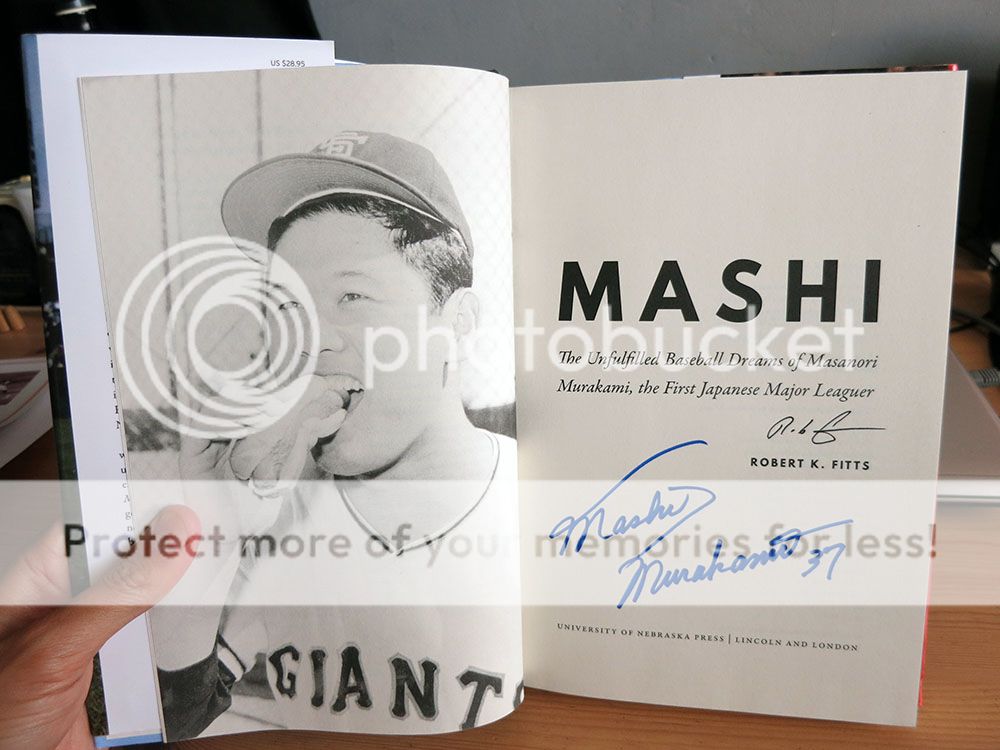 US $28.95
SF
GIANTS
MASHI
The Unfulfilled Baseball Dreams of Masanori
Murakami, the First Japanese Major Leaguer
ROBERT K. FITTS
Mashi
Murakami 37
UNIVERSITY OF NEBRASKA PRESS | LINCOLN AND LONDON
photobucket
Protect more of your memories for less!